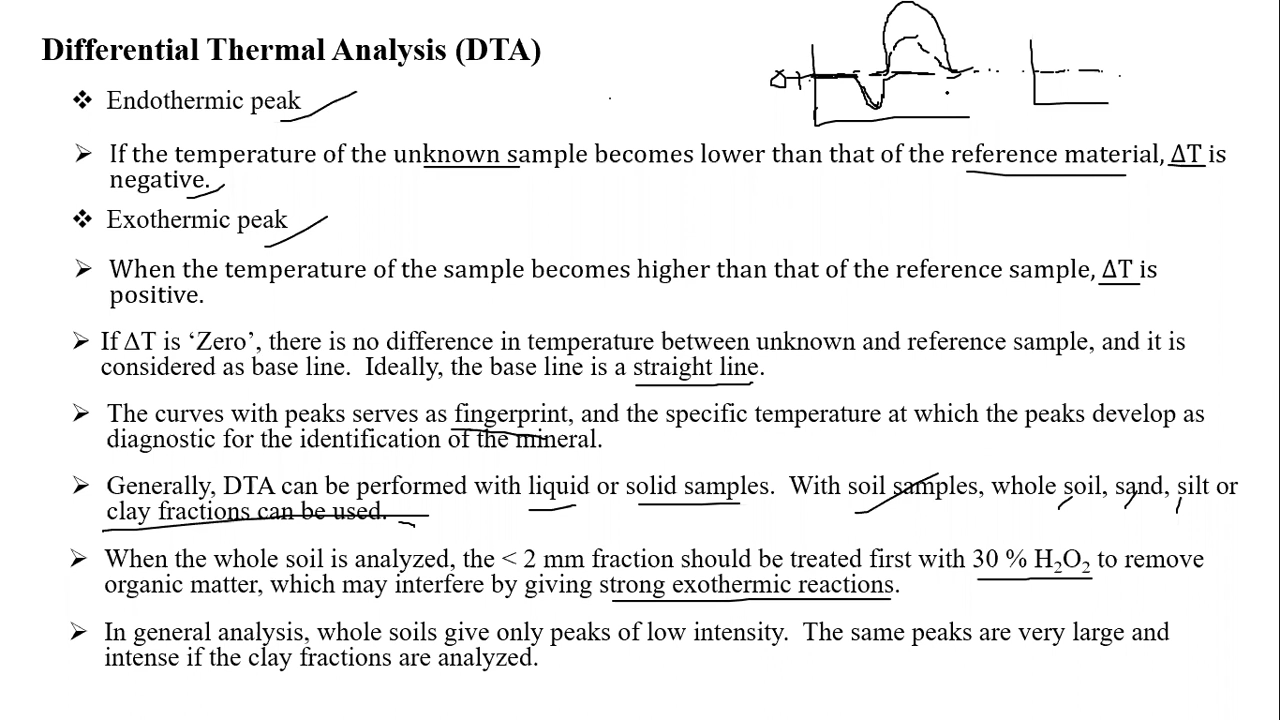 Differential Thermal Analysis (DTA)
ΔT
❖ Endothermic peak
➢ If the temperature of the unknown sample becomes lower than that of the reference material, ΔT is
negative.
❖ Exothermic peak
➢ When the temperature of the sample becomes higher than that of the reference sample, ΔT is
positive.
➢ If ΔT is ‘Zero’, there is no difference in temperature between unknown and reference sample, and it is
considered as base line. Ideally, the base line is a straight line.
➢ The curves with peaks serves as fingerprint, and the specific temperature at which the peaks develop as
diagnostic for the identification of the mineral.
➢ Generally, DTA can be performed with liquid or solid samples. With soil samples, whole soil, sand, silt or
clay fractions can be used.
➢ When the whole soil is analyzed, the < 2 mm fraction should be treated first with 30 % H₂O₂ to remove
organic matter, which may interfere by giving strong exothermic reactions.
➢ In general analysis, whole soils give only peaks of low intensity. The same peaks are very large and
intense if the clay fractions are analyzed.